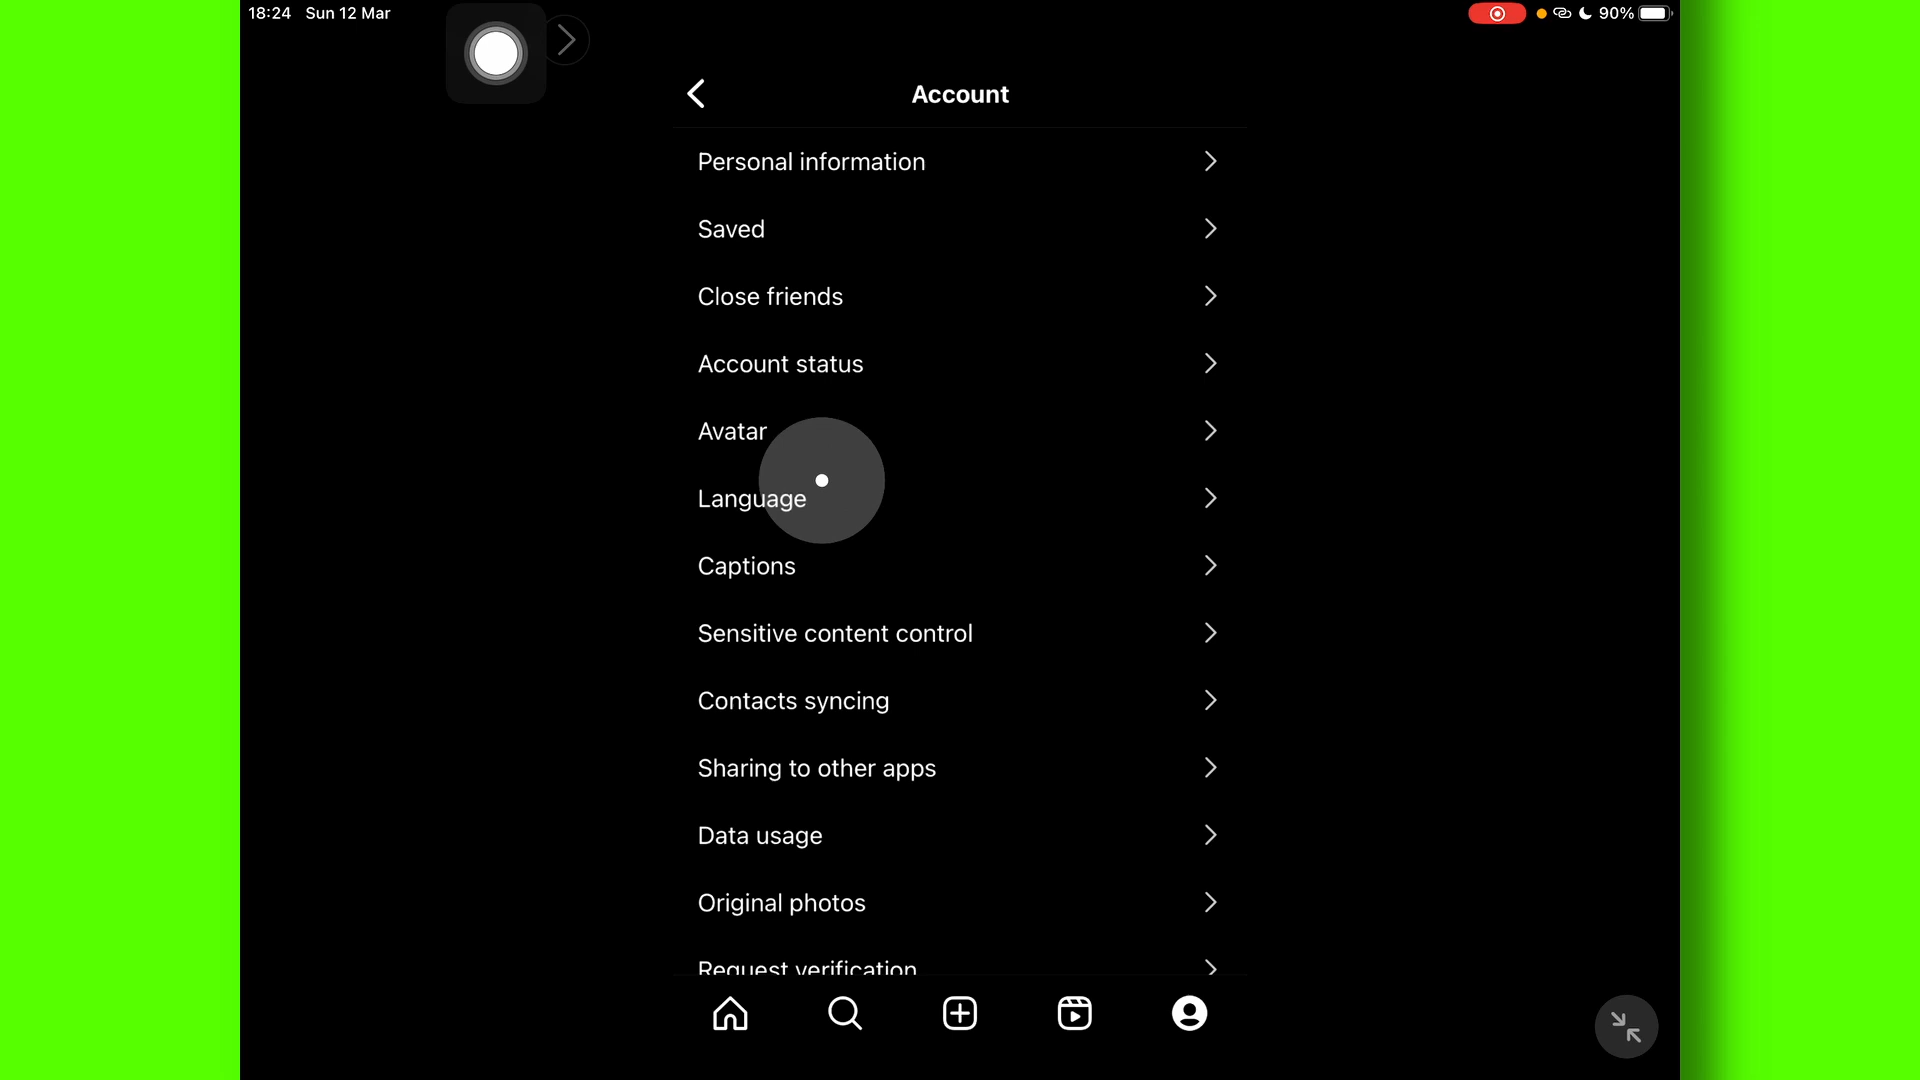 18:24 Sun 12 Mar
90%
Account
Personal information
Saved
Close friends
Account status
Avatar
Language
Captions
Sensitive content control
Contacts syncing
Sharing to other apps
Data usage
Original photos
Request verification